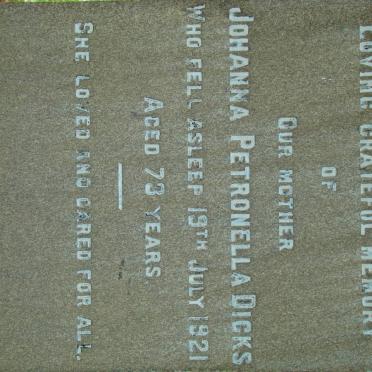 LOVING GRATEFUL MEMORY
OF
OUR MOTHER
JOHANNA PETRONELLA DICKS
WHO FELL ASLEEP 19TH JULY 1921
AGED 73 YEARS
SHE LOVED AND CARED FOR ALL.